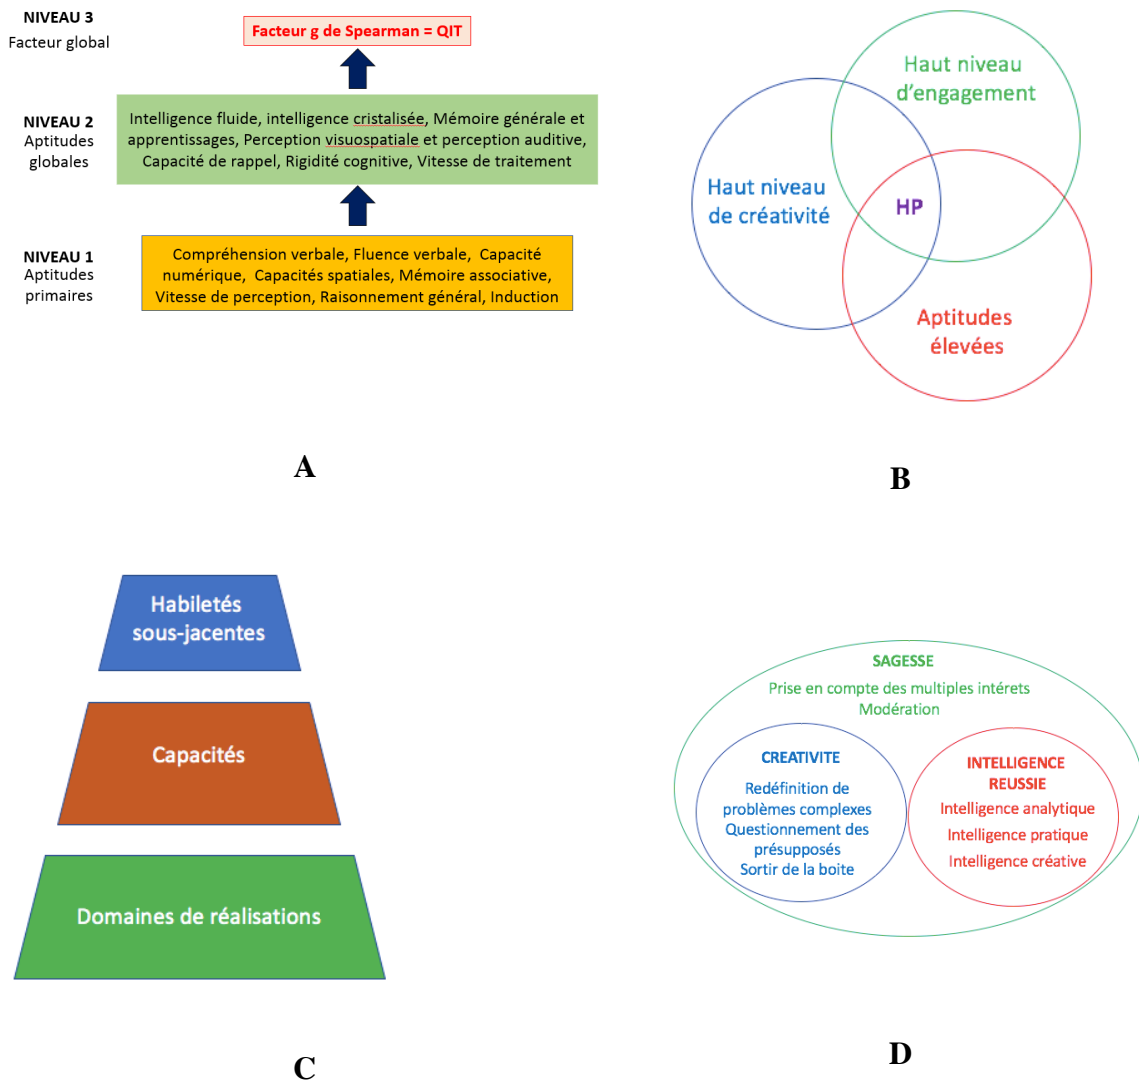 NIVEAU 3
Facteur global
Facteur g de Spearman = QIT
NIVEAU 2
Aptitudes
globales
Intelligence fluide, intelligence cristalisée, Mémoire générale et
apprentissages, Perception visuospatiale et perception auditive,
Capacité de rappel, Rigidité cognitive, Vitesse de traitement
NIVEAU 1
Aptitudes
primaires
Compréhension verbale, Fluence verbale, Capacité
numérique, Capacités spatiales, Mémoire associative,
Vitesse de perception, Raisonnement général, Induction
A
Haut niveau
d'engagement
Haut niveau
de créativité
HP
Aptitudes
élevées
B
Habiletés
sous-jacentes
Capacités
Domaines de réalisations
C
SAGESSE
Prise en compte des multiples intérets
Modération
CREATIVITE
Redéfinition de
problèmes complexes
Questionnement des
présupposés
Sortir de la boite
INTELLIGENCE
REUSSIE
Intelligence analytique
Intelligence pratique
Intelligence créative
D